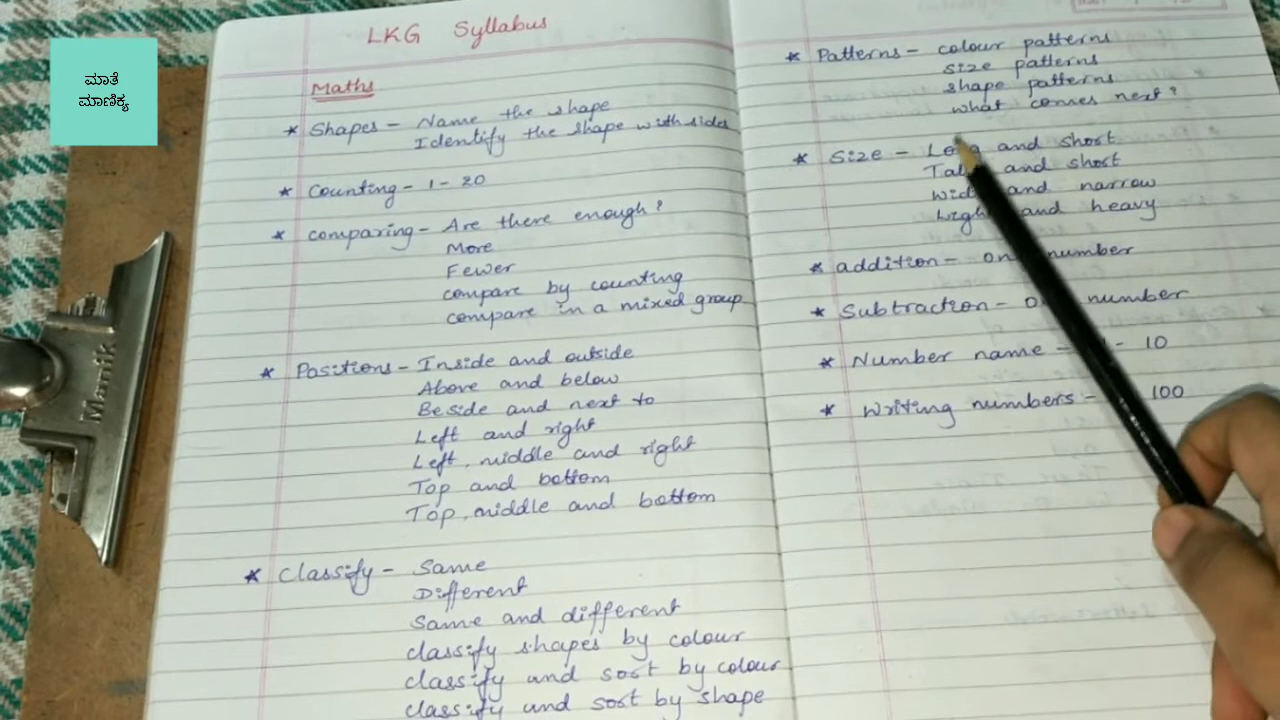 ಮಾತೆ
ಮಾಣಿಕ್ಯ
Manik
LKG Syllabus
Maths
* Shapes - Name the shape
Identify the shape with sides
* Counting - 1 - 20
* comparing - Are there enough?
More
Fewer
compare by counting
compare in a mixed group
* Positions - Inside and outside
Above and below
Beside and next to
Left and right
Left, middle and right
Top and bottom
Top, middle and bottom
* Classify - Same
Different
Same and different
classify shapes by colour
classify and sort by colour
classify and sort by shape
* Patterns - colour patterns
size patterns
shape patterns
what comes next?
* Size - Long and short
Tall and short
Wide and narrow
Light and heavy
* addition - number
* Subtraction - number
* Number name - 1 - 10
* Writing numbers - 100